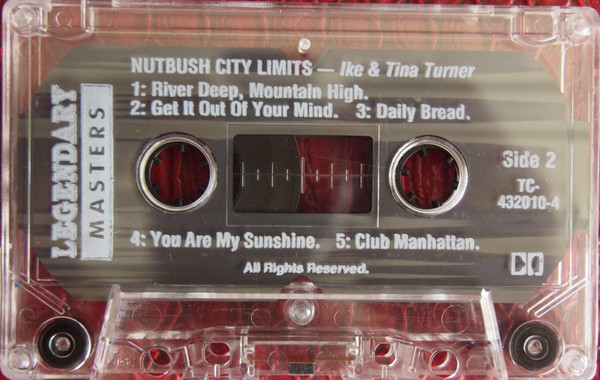 NUTBUSH CITY LIMITS — Ike & Tina Turner
1: River Deep, Mountain High.
2: Get It Out Of Your Mind. 3: Daily Bread.
LEGENDARY
MASTERS
Side 2
TC-
432010-4
4: You Are My Sunshine. 5: Club Manhattan.
All Rights Reserved.